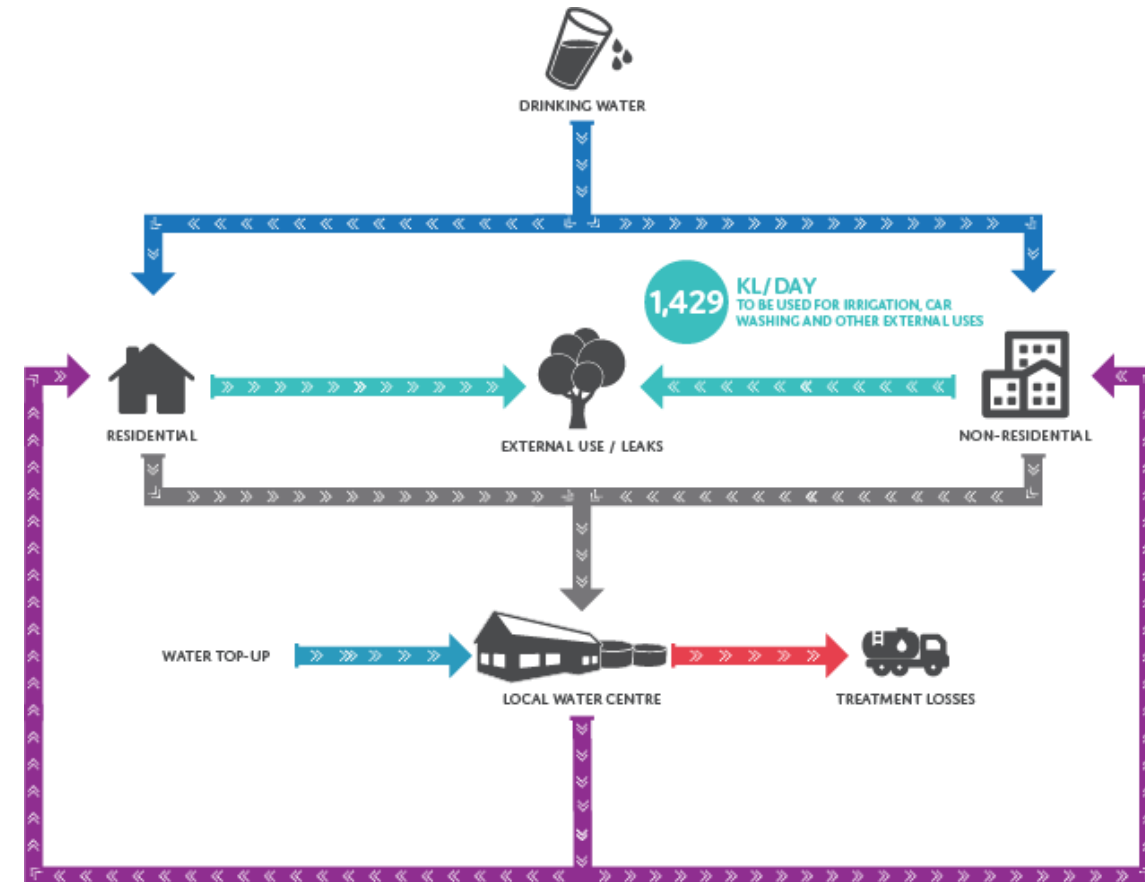 DRINKING WATER
1,429
KL/DAY
TO BE USED FOR IRRIGATION, CAR
WASHING AND OTHER EXTERNAL USES
RESIDENTIAL
EXTERNAL USE / LEAKS
NON-RESIDENTIAL
WATER TOP-UP
LOCAL WATER CENTRE
TREATMENT LOSSES